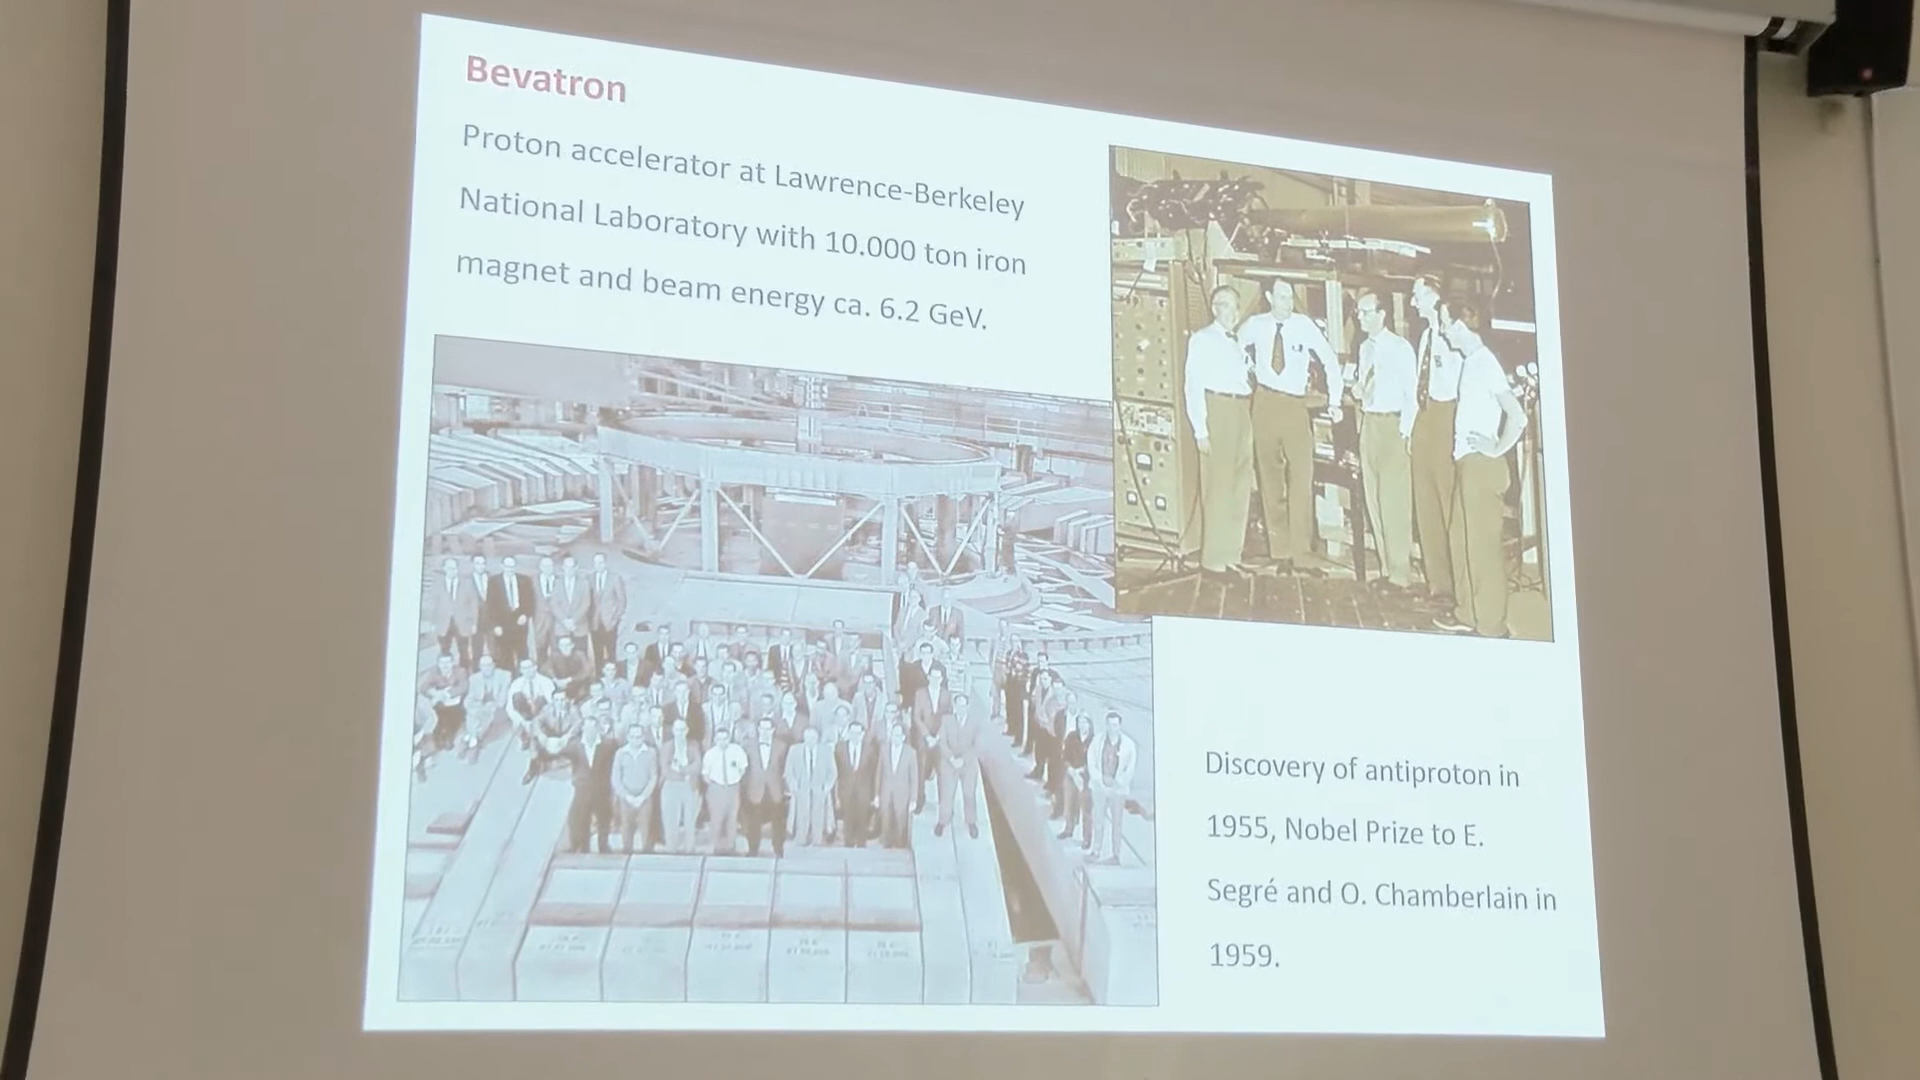 Bevatron
Proton accelerator at Lawrence-Berkeley
National Laboratory with 10.000 ton iron
magnet and beam energy ca. 6.2 GeV.
Discovery of antiproton in
1955, Nobel Prize to E.
Segré and O. Chamberlain in
1959.